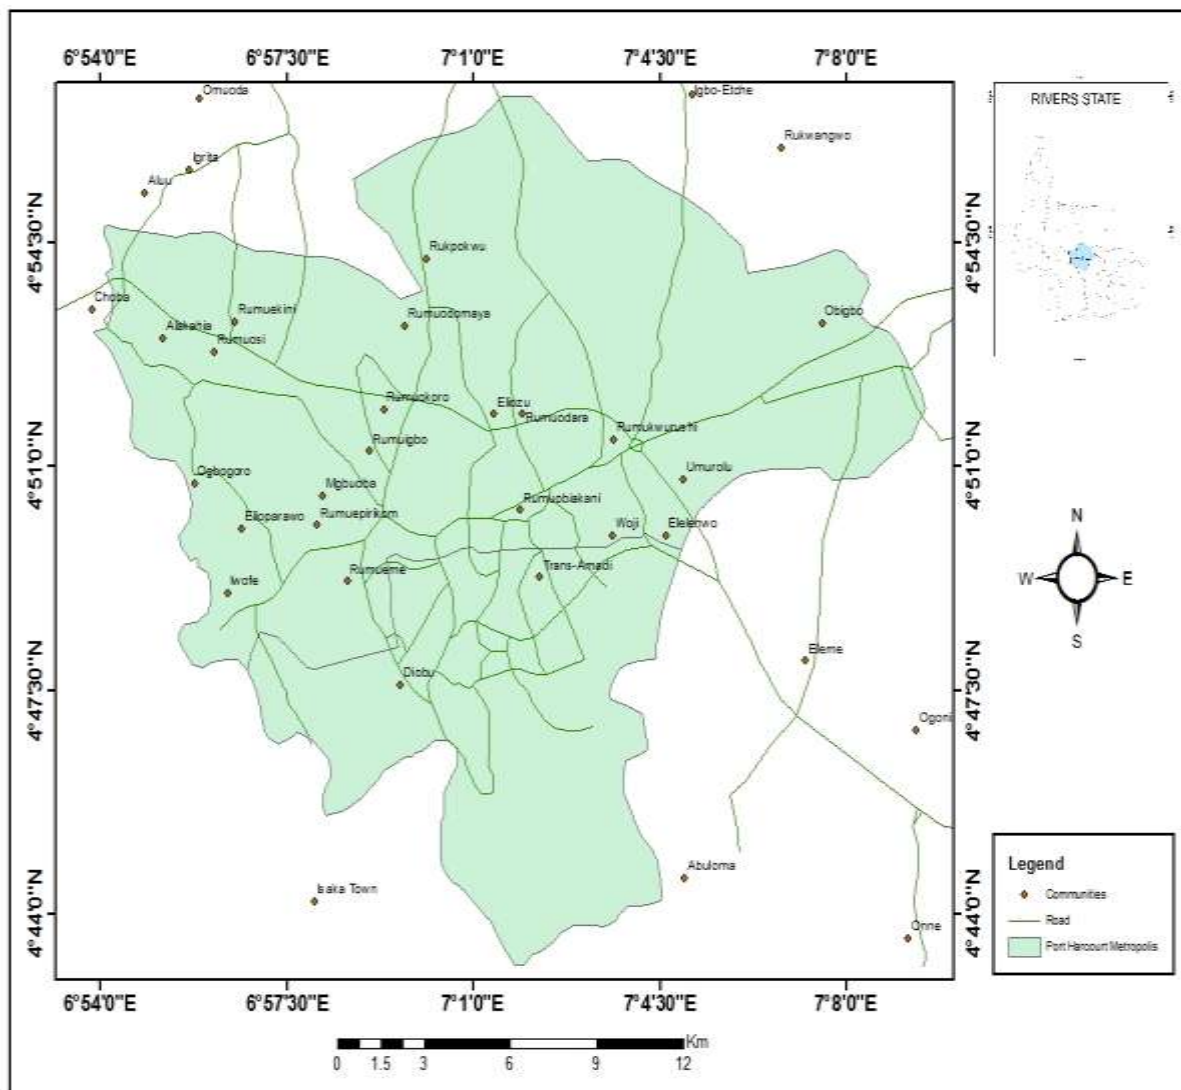 6°54'0"E 6°57'30"E 7°1'0"E 7°4'30"E 7°8'0"E
RIVERS STATE
Omuoda
Igbo-Etche
Rukwangwo
Igrita
Aluu
4°54'30"N 4°54'30"N
Rukpokwu
Choba
Rumuekini
Rumuodomaya
Obigbo
Alakahia
Rumuosi
Rumuokoro
Eliozu
Rumuodara
Rumukwurushi
Rumuigbo
4°51'0"N 4°51'0"N
Ogbogoro
Mgbuoba
Umurolu
Rumuobiakani
Elioparawo
Rumuepirikom
Woji
Elelenwo
Iwofe
Rumueme
Trans-Amadi
N
W E
S
Eleme
Diobu
4°47'30"N 4°47'30"N
Ogoni
Abuloma
Isaka Town
4°44'0"N 4°44'0"N
Onne
Legend
Communities
Road
Port Harcourt Metropolis
6°54'0"E 6°57'30"E 7°1'0"E 7°4'30"E 7°8'0"E
Km
0 1.5 3 6 9 12